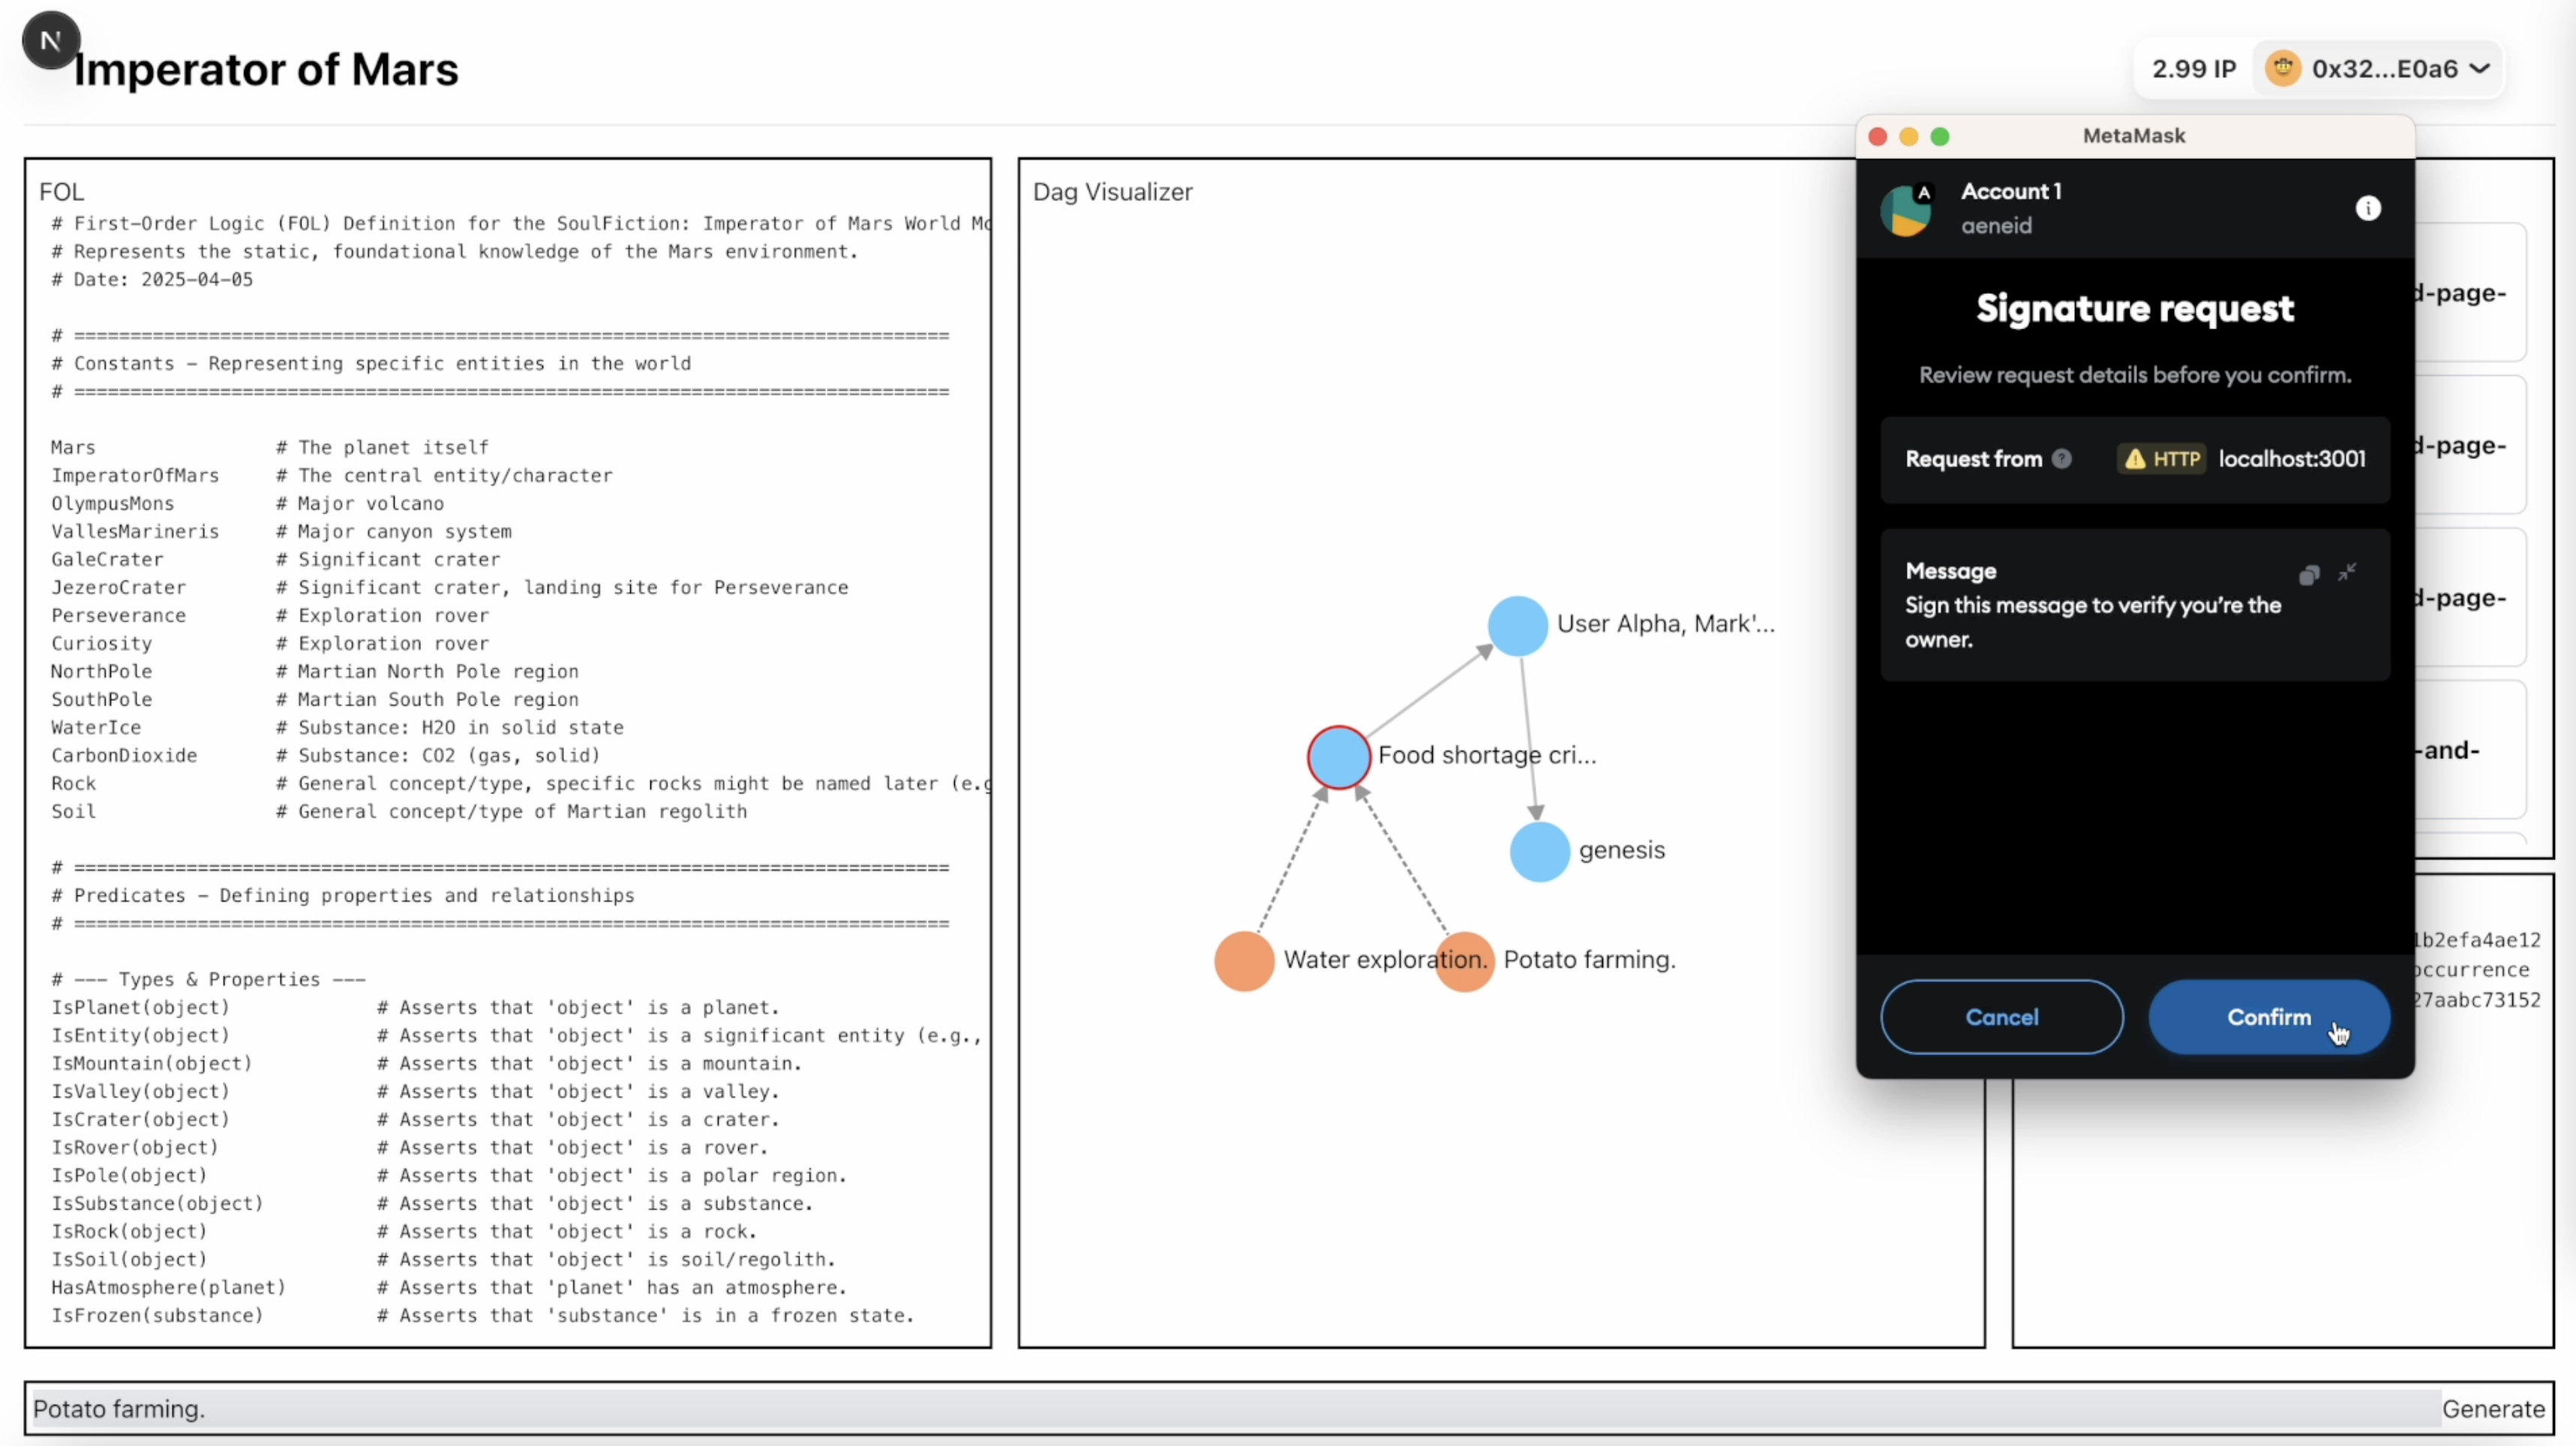 N
Imperator of Mars
2.99 IP
0x32...E0a6
FOL
# First-Order Logic (FOL) Definition for the SoulFiction: Imperator of Mars World Mo
# Represents the static, foundational knowledge of the Mars environment.
# Date: 2025-04-05
# ==============================================================================
# Constants - Representing specific entities in the world
# ==============================================================================
Mars # The planet itself
ImperatorOfMars # The central entity/character
OlympusMons # Major volcano
VallesMarineris # Major canyon system
GaleCrater # Significant crater
JezeroCrater # Significant crater, landing site for Perseverance
Perseverance # Exploration rover
Curiosity # Exploration rover
NorthPole # Martian North Pole region
SouthPole # Martian South Pole region
WaterIce # Substance: H2O in solid state
CarbonDioxide # Substance: CO2 (gas, solid)
Rock # General concept/type, specific rocks might be named later (e.g
Soil # General concept/type of Martian regolith
# ==============================================================================
# Predicates - Defining properties and relationships
# ==============================================================================
# --- Types & Properties ---
IsPlanet(object) # Asserts that 'object' is a planet.
IsEntity(object) # Asserts that 'object' is a significant entity (e.g.,
IsMountain(object) # Asserts that 'object' is a mountain.
IsValley(object) # Asserts that 'object' is a valley.
IsCrater(object) # Asserts that 'object' is a crater.
IsRover(object) # Asserts that 'object' is a rover.
IsPole(object) # Asserts that 'object' is a polar region.
IsSubstance(object) # Asserts that 'object' is a substance.
IsRock(object) # Asserts that 'object' is a rock.
IsSoil(object) # Asserts that 'object' is soil/regolith.
HasAtmosphere(planet) # Asserts that 'planet' has an atmosphere.
IsFrozen(substance) # Asserts that 'substance' is in a frozen state.
Dag Visualizer
User Alpha, Mark'...
Food shortage cri...
genesis
Water exploration.
Potato farming.
MetaMask
A
Account 1
aeneid
Signature request
Review request details before you confirm.
Request from ? HTTP localhost:3001
Message
Sign this message to verify you're the
owner.
Cancel
Confirm
d-page-
d-page-
d-page-
-and-
1b2efa4ae12
occurrence
27aabc73152
Potato farming.
Generate